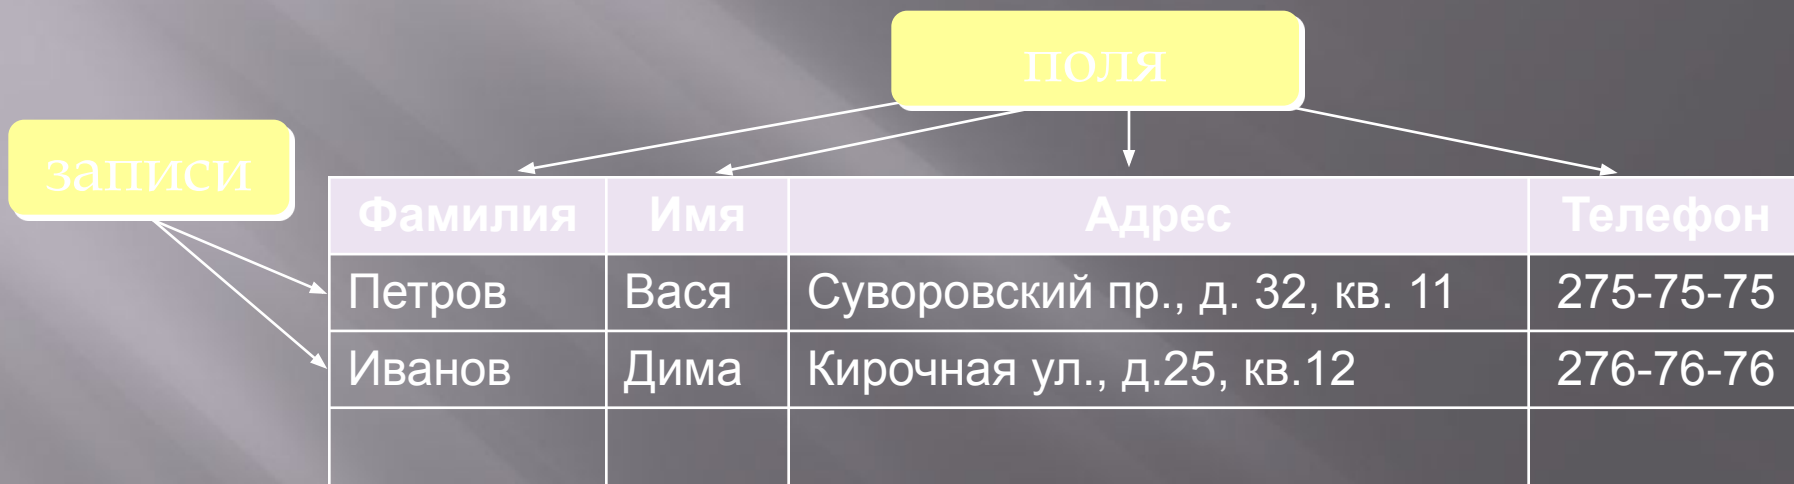 поля
записи
Фамилия Имя Адрес Телефон
Петров Вася Суворовский пр., д. 32, кв. 11 275-75-75
Иванов Дима Кирочная ул., д.25, кв.12 276-76-76